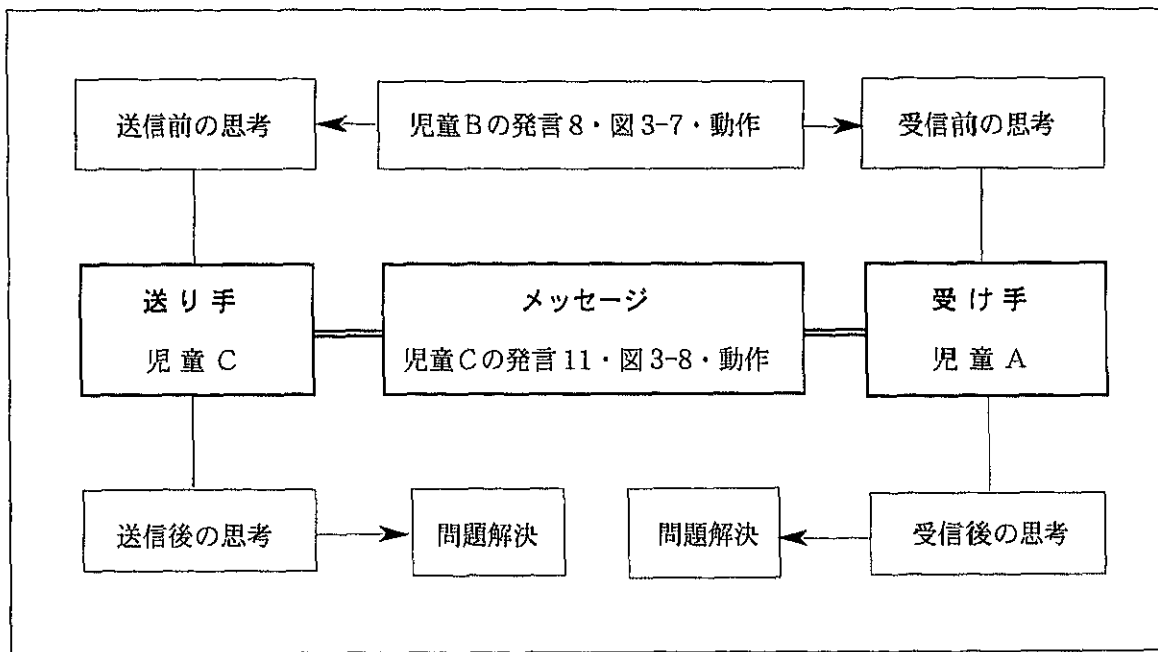 送信前の思考
児童Bの発言8・図3-7・動作
受信前の思考
送り手
児童C
メッセージ
児童Cの発言11・図3-8・動作
受け手
児童A
送信後の思考
問題解決
問題解決
受信後の思考